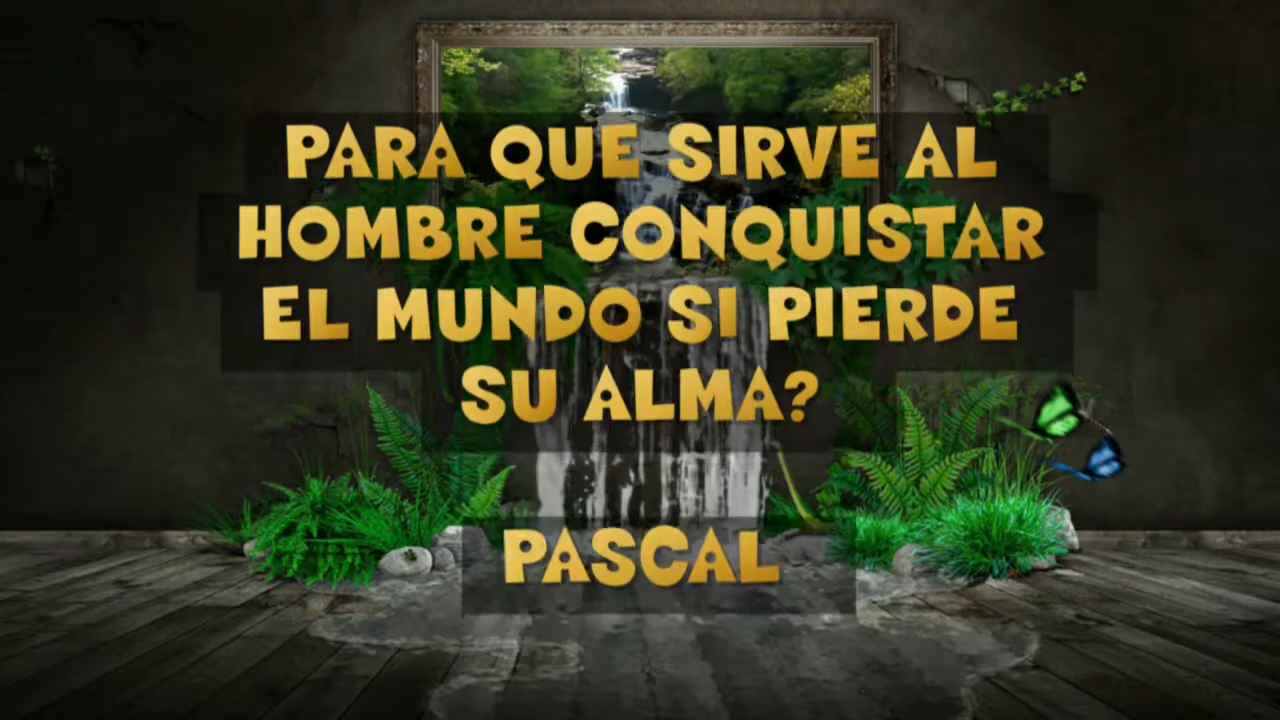 PARA QUE SIRVE AL
HOMBRE CONQUISTAR
EL MUNDO SI PIERDE
SU ALMA?
PASCAL